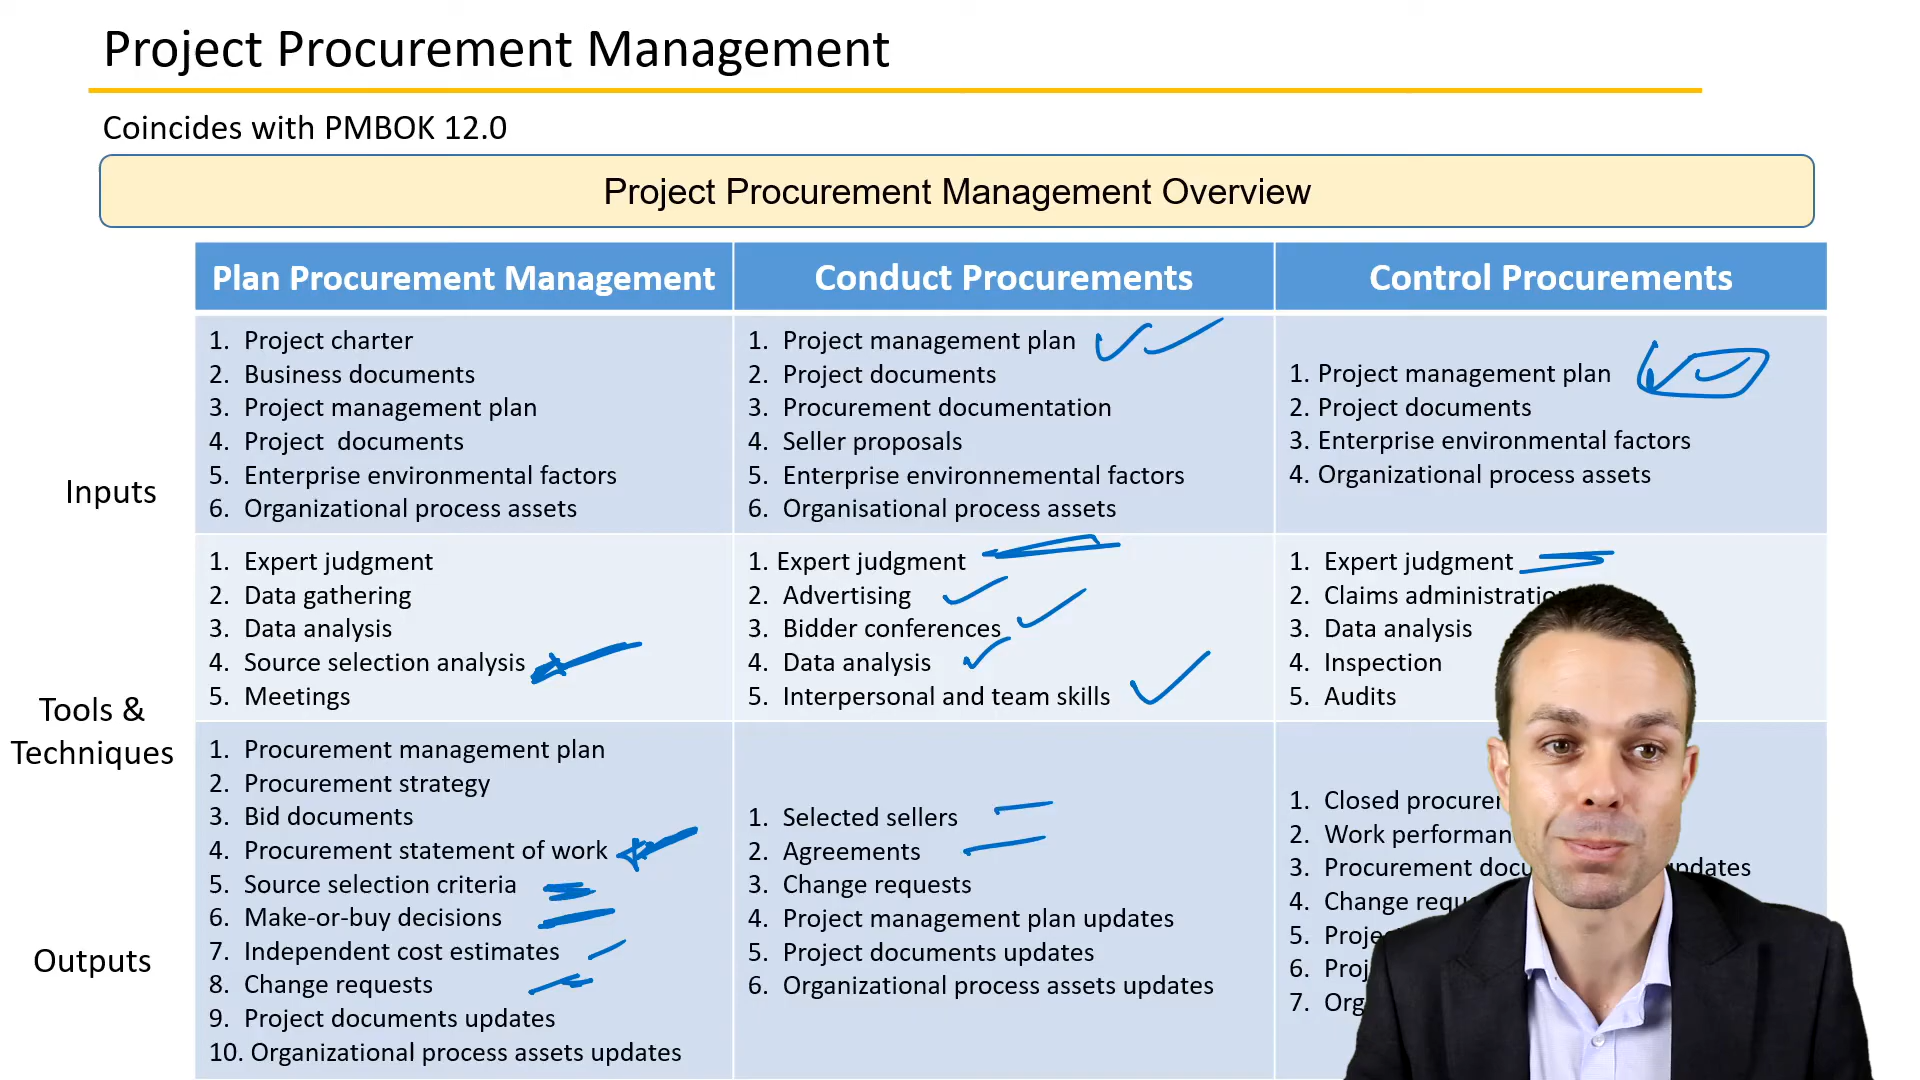 Project Procurement Management
Coincides with PMBOK 12.0
Project Procurement Management Overview
Plan Procurement Management
Conduct Procurements
Control Procurements
Inputs
1. Project charter
2. Business documents
3. Project management plan
4. Project documents
5. Enterprise environmental factors
6. Organizational process assets
1. Project management plan
2. Project documents
3. Procurement documentation
4. Seller proposals
5. Enterprise environnemental factors
6. Organisational process assets
1. Project management plan
2. Project documents
3. Enterprise environmental factors
4. Organizational process assets
Tools &
Techniques
1. Expert judgment
2. Data gathering
3. Data analysis
4. Source selection analysis
5. Meetings
1. Expert judgment
2. Advertising
3. Bidder conferences
4. Data analysis
5. Interpersonal and team skills
1. Expert judgment
2. Claims
3. Data analysis
4. Inspection
5. Audits
Outputs
1. Procurement management plan
2. Procurement strategy
3. Bid documents
4. Procurement statement of work
5. Source selection criteria
6. Make-or-buy decisions
7. Independent cost estimates
8. Change requests
9. Project documents updates
10. Organizational process assets updates
1. Selected sellers
2. Agreements
3. Change requests
4. Project management plan updates
5. Project documents updates
6. Organizational process assets updates
1. Closed
2. Work
3. Procurement
4. Change
5.
6.
7.